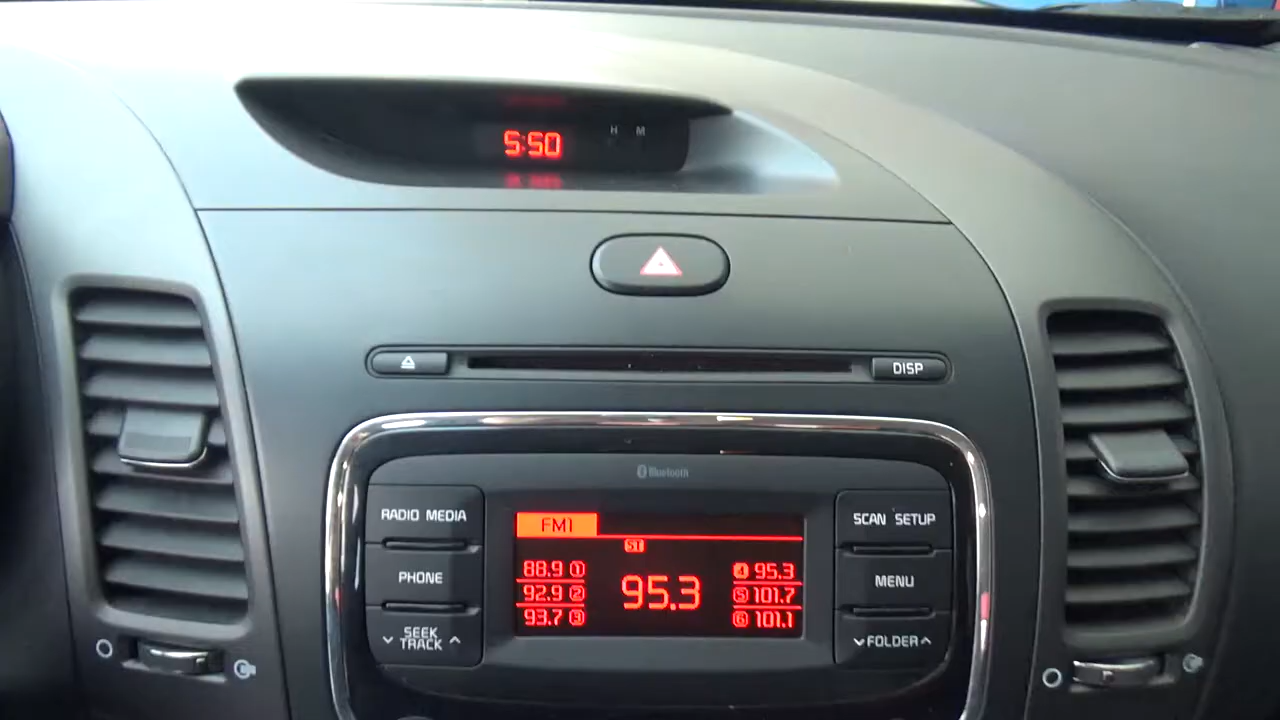 5:50
H M
DISP
Bluetooth
RADIO MEDIA
PHONE
SEEK
TRACK
FM1
ST
88.9 1
92.9 2
93.7 3
95.3
4 95.3
5 101.7
6 101.1
SCAN SETUP
MENU
FOLDER